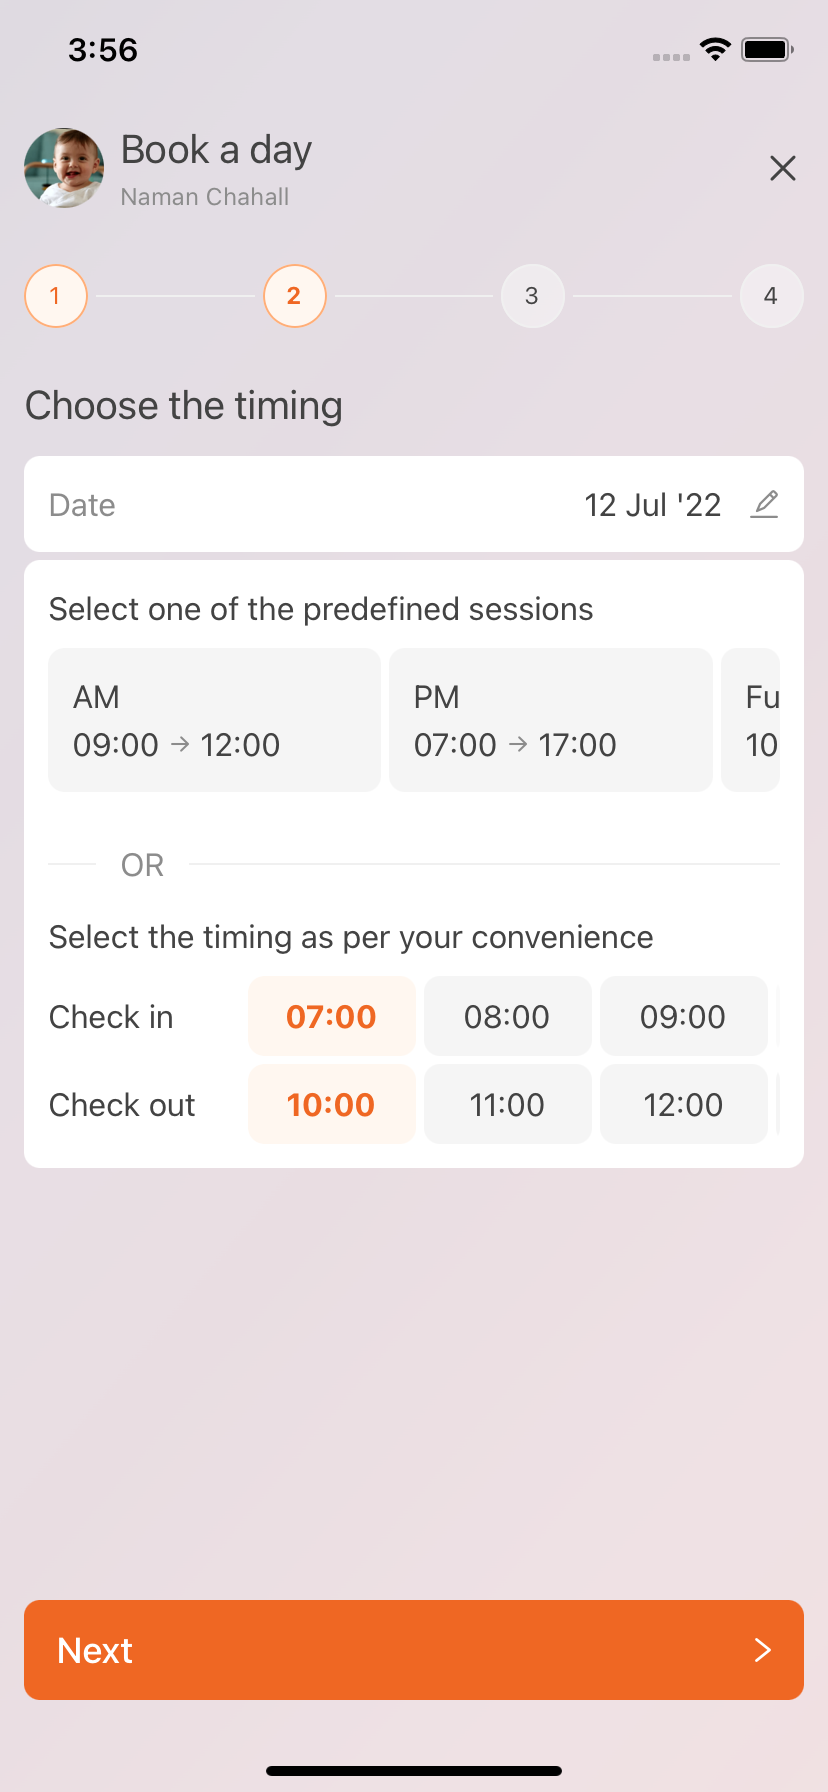 3:56
Book a day
Naman Chahall
1 2 3 4
Choose the timing
Date 12 Jul '22
Select one of the predefined sessions
AM PM Fu
09:00 → 12:00 07:00 → 17:00 10
OR
Select the timing as per your convenience
Check in 07:00 08:00 09:00
Check out 10:00 11:00 12:00
Next